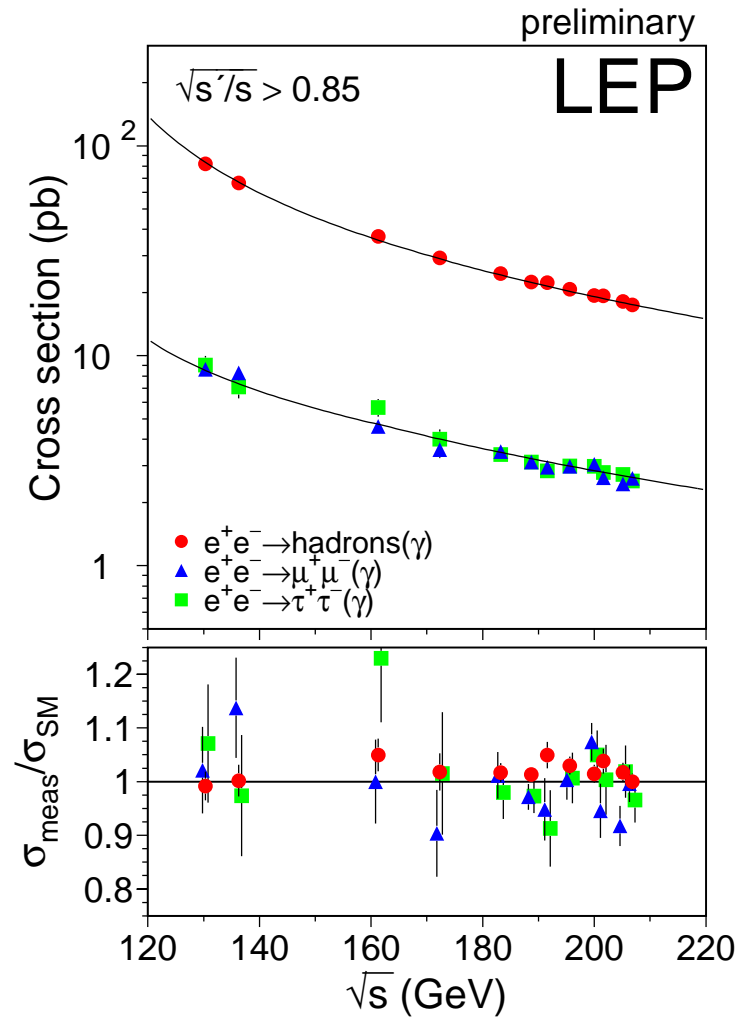 preliminary
LEP
√s´/s > 0.85
Cross section (pb)
10²
10
1
e⁺e⁻→hadrons(γ)
e⁺e⁻→μ⁺μ⁻(γ)
e⁺e⁻→τ⁺τ⁻(γ)
σmeas/σSM
1.2
1.1
1
0.9
0.8
120 140 160 180 200 220
√s (GeV)